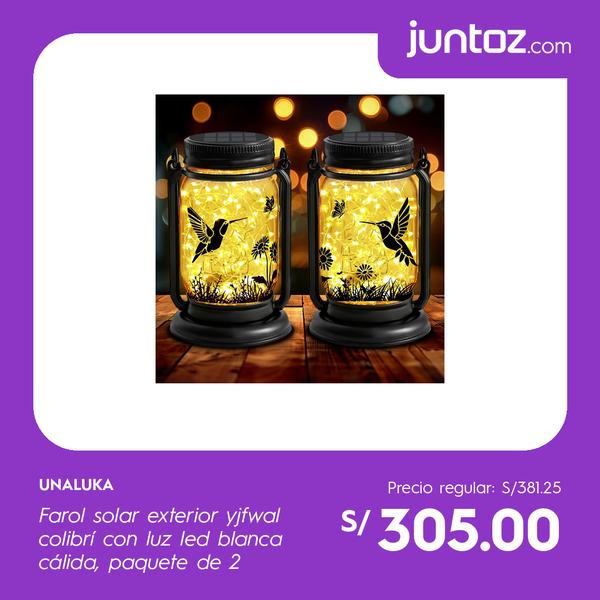 juntoz.com
UNALUKA
Farol solar exterior yjfwal
colibrí con luz led blanca
cálida, paquete de 2
Precio regular: S/381.25
S/305.00